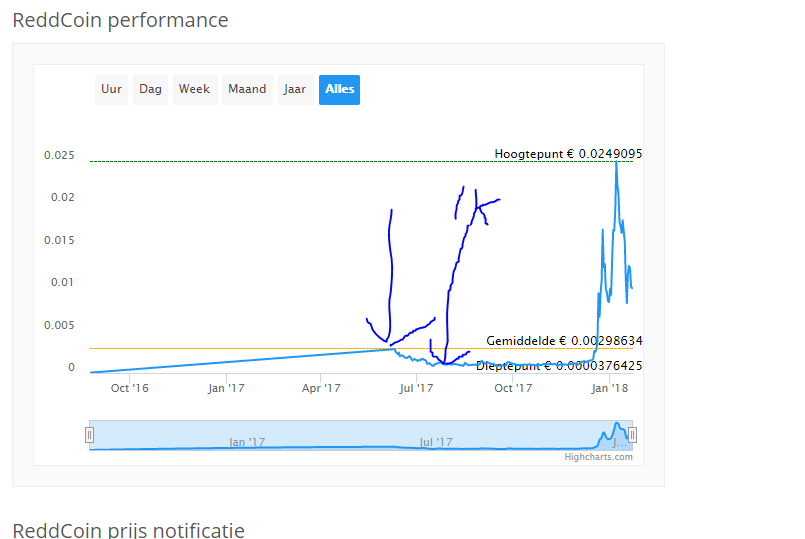 ReddCoin performance
Uur Dag Week Maand Jaar Alles
Hoogtepunt € 0.0249095
0.025
0.02
0.015
0.01
0.005
Gemiddelde € 0.00298634
0
Dieptepunt € 0.0000376425
Oct '16 Jan '17 Apr '17 Jul '17 Oct '17 Jan '18
Jan '17 Jul '17 J...
Highcharts.com
ReddCoin prijs notificatie